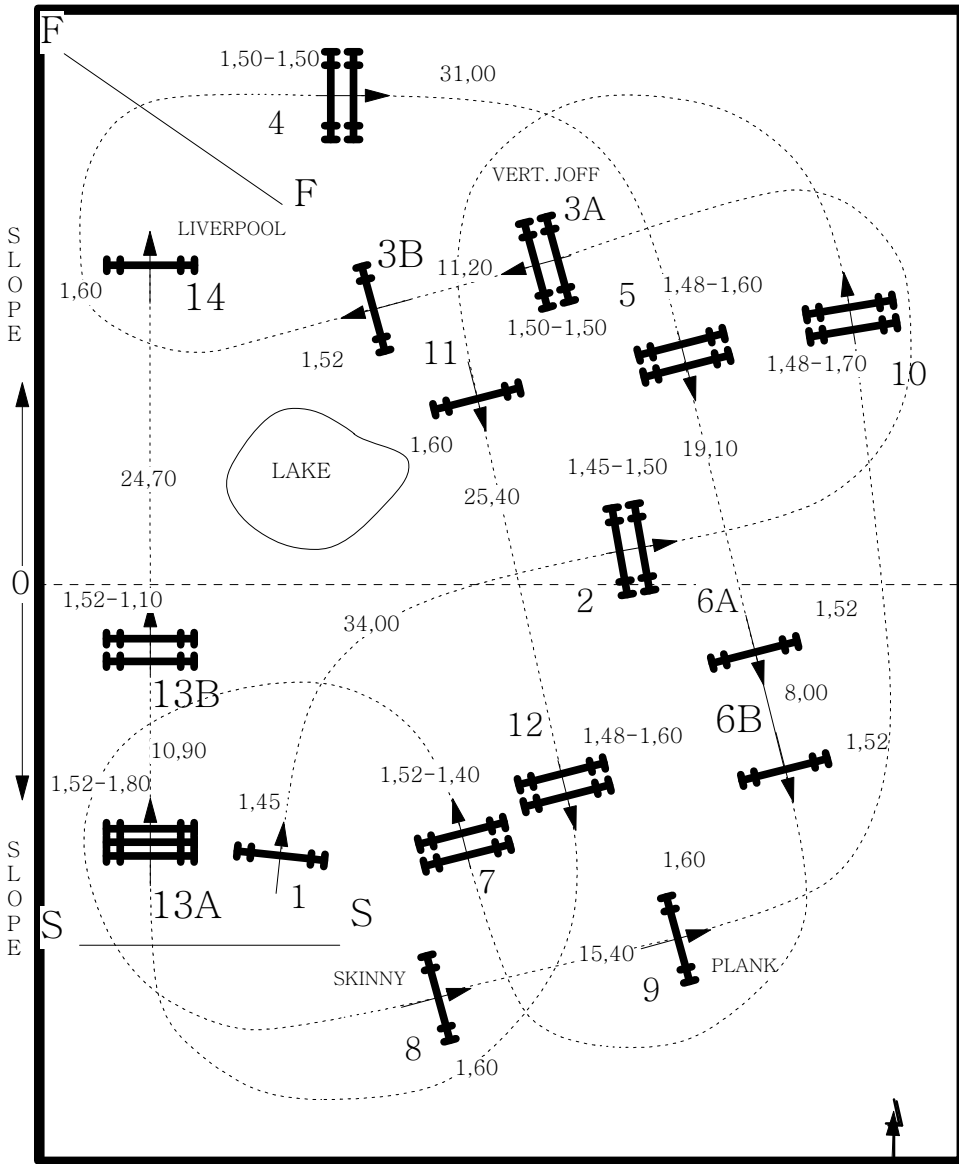 F
1,50-1,50
31,00
4
VERT. JOFF
3A
F
LIVERPOOL
SLOPE
3B
11,20
1,48-1,60
5
1,60
14
1,50-1,50
1,52
11
1,48-1,70
10
1,60
19,10
1,45-1,50
LAKE
24,70
25,40
0
1,52-1,10
2
6A
1,52
34,00
13B
8,00
6B
12
1,48-1,60
10,90
1,52
1,52-1,80
1,52-1,40
1,45
SLOPE
1,60
7
1
13A
S
S
15,40
PLANK
SKINNY
9
8
1,60